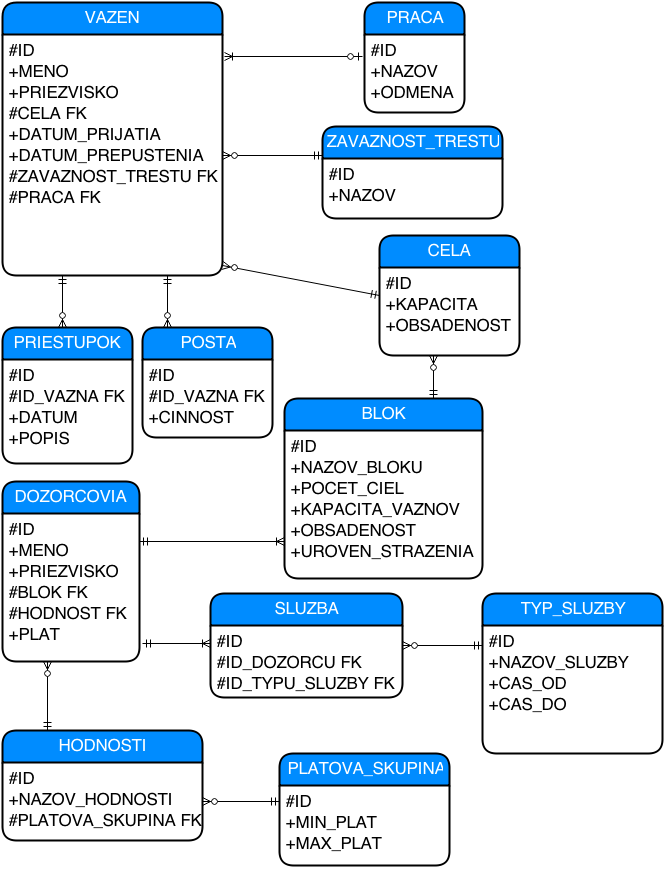 VAZEN
#ID
+MENO
+PRIEZVISKO
#CELA FK
+DATUM_PRIJATIA
+DATUM_PREPUSTENIA
#ZAVAZNOST_TRESTU FK
#PRACA FK
PRACA
#ID
+NAZOV
+ODMENA
ZAVAZNOST_TRESTU
#ID
+NAZOV
CELA
#ID
+KAPACITA
+OBSADENOST
PRIESTUPOK
#ID
#ID_VAZNA FK
+DATUM
+POPIS
POSTA
#ID
#ID_VAZNA FK
+CINNOST
BLOK
#ID
+NAZOV_BLOKU
+POCET_CIEL
+KAPACITA_VAZNOV
+OBSADENOST
+UROVEN_STRAZENIA
DOZORCOVIA
#ID
+MENO
+PRIEZVISKO
#BLOK FK
#HODNOST FK
+PLAT
SLUZBA
#ID
#ID_DOZORCU FK
#ID_TYPU_SLUZBY FK
TYP_SLUZBY
#ID
+NAZOV_SLUZBY
+CAS_OD
+CAS_DO
HODNOSTI
#ID
+NAZOV_HODNOSTI
#PLATOVA_SKUPINA FK
PLATOVA_SKUPINA
#ID
+MIN_PLAT
+MAX_PLAT